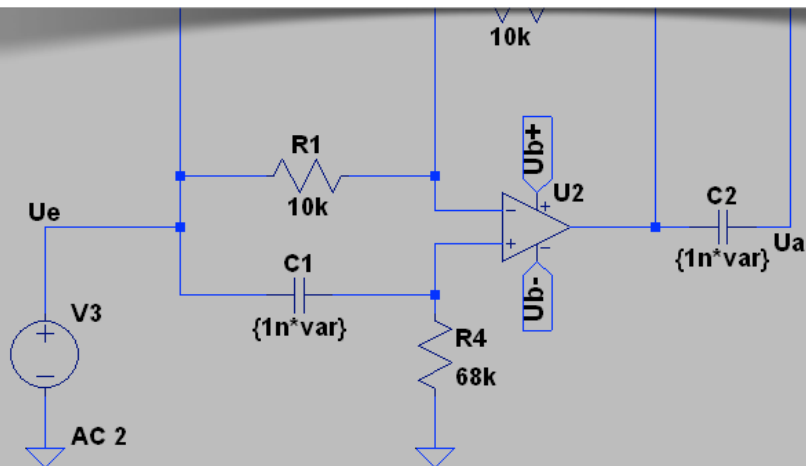 10k
R1
10k
Ub+
U2
Ue
C2
{1n*var}
Ua
C1
{1n*var}
Ub-
V3
R4
68k
AC 2